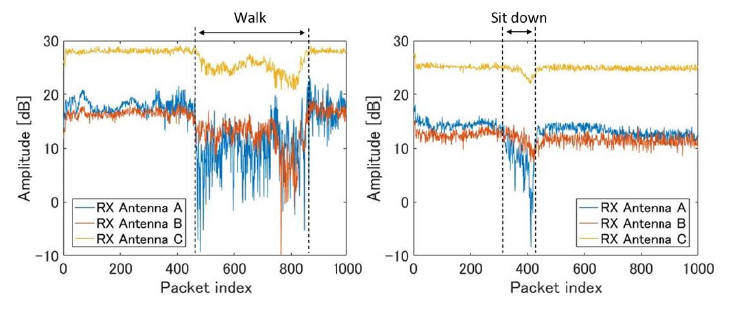 Walk
Sit down
30
20
10
0
−10
Amplitude [dB]
RX Antenna A
RX Antenna B
RX Antenna C
0
200
400
600
800
1000
Packet index
30
20
10
0
−10
Amplitude [dB]
RX Antenna A
RX Antenna B
RX Antenna C
0
200
400
600
800
1000
Packet index